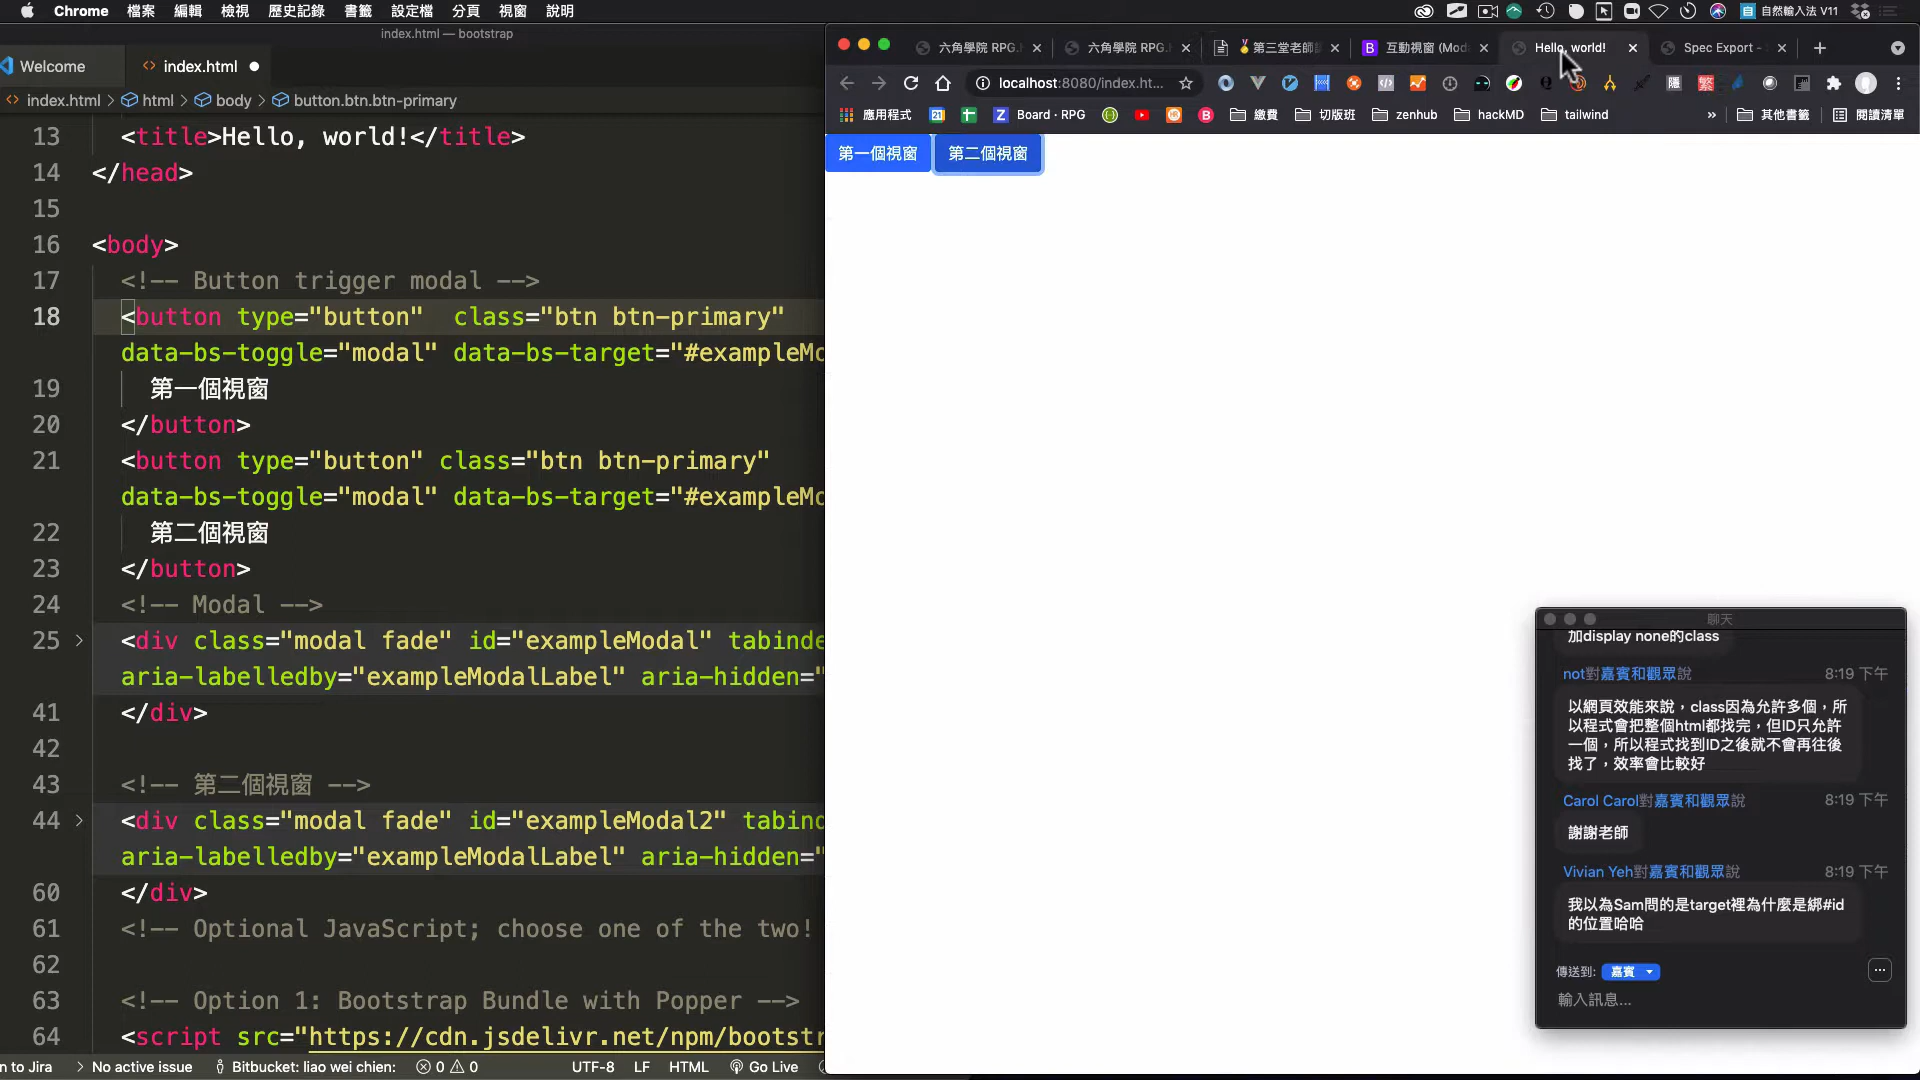 Chrome 檔案 編輯 檢視 歷史記錄 書籤 設定檔 分頁 視窗 說明
自然輸入法 V11
index.html — bootstrap
Welcome
index.html
index.html > html > body > button.btn.btn-primary
13 <title>Hello, world!</title>
14 </head>
15
16 <body>
17 <!-- Button trigger modal -->
18 <button type="button" class="btn btn-primary"
data-bs-toggle="modal" data-bs-target="#exampleMo
19 第一個視窗
20 </button>
21 <button type="button" class="btn btn-primary"
data-bs-toggle="modal" data-bs-target="#exampleMo
22 第二個視窗
23 </button>
24 <!-- Modal -->
25 <div class="modal fade" id="exampleModal" tabinde
aria-labelledby="exampleModalLabel" aria-hidden="
41 </div>
42
43 <!-- 第二個視窗 -->
44 <div class="modal fade" id="exampleModal2" tabind
aria-labelledby="exampleModalLabel" aria-hidden="
60 </div>
61 <!-- Optional JavaScript; choose one of the two!
62
63 <!-- Option 1: Bootstrap Bundle with Popper -->
64 <script src="https://cdn.jsdelivr.net/npm/bootstr
n to Jira No active issue Bitbucket: liao wei chien: 0 0 UTF-8 LF HTML Go Live
六角學院 RPG.
六角學院 RPG.
第三堂老師
互動視窗 (Mod
Hello, world!
Spec Export -
localhost:8080/index.ht...
應用程式 Board · RPG 繳費 切版班 zenhub hackMD tailwind » 其他書籤 閱讀清單
第一個視窗 第二個視窗
聊天
加display none的class
not對嘉賓和觀眾說 8:19 下午
以網頁效能來說，class因為允許多個，所
以程式會把整個html都找完，但ID只允許
一個，所以程式找到ID之後就不會再往後
找了，效率會比較好
Carol Carol對嘉賓和觀眾說 8:19 下午
謝謝老師
Vivian Yeh對嘉賓和觀眾說 8:19 下午
我以為Sam問的是target裡為什麼是綁#id
的位置哈哈
傳送到: 嘉賓
輸入訊息...